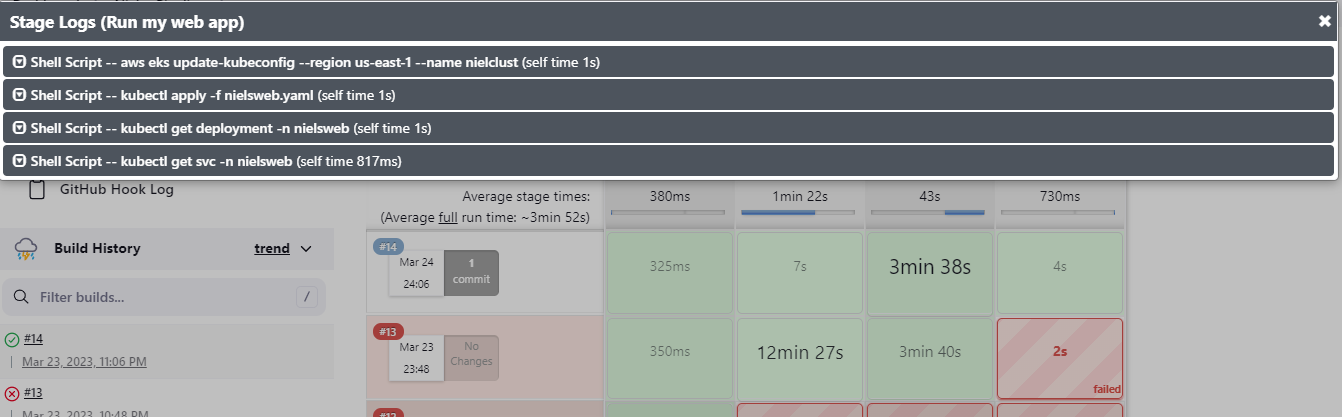 Stage Logs (Run my web app)
Shell Script -- aws eks update-kubeconfig --region us-east-1 --name nielclust (self time 1s)
Shell Script -- kubectl apply -f nielsweb.yaml (self time 1s)
Shell Script -- kubectl get deployment -n nielsweb (self time 1s)
Shell Script -- kubectl get svc -n nielsweb (self time 817ms)
GitHub Hook Log
Average stage times:
(Average full run time: ~3min 52s)
380ms
1min 22s
43s
730ms
Build History
trend
Filter builds...
/
#14
Mar 23, 2023, 11:06 PM
#13
Mar 23, 2023, 10:48 PM
#14
Mar 24
24:06
1
commit
325ms
7s
3min 38s
4s
#13
Mar 23
23:48
No
Changes
350ms
12min 27s
3min 40s
2s
failed
#12